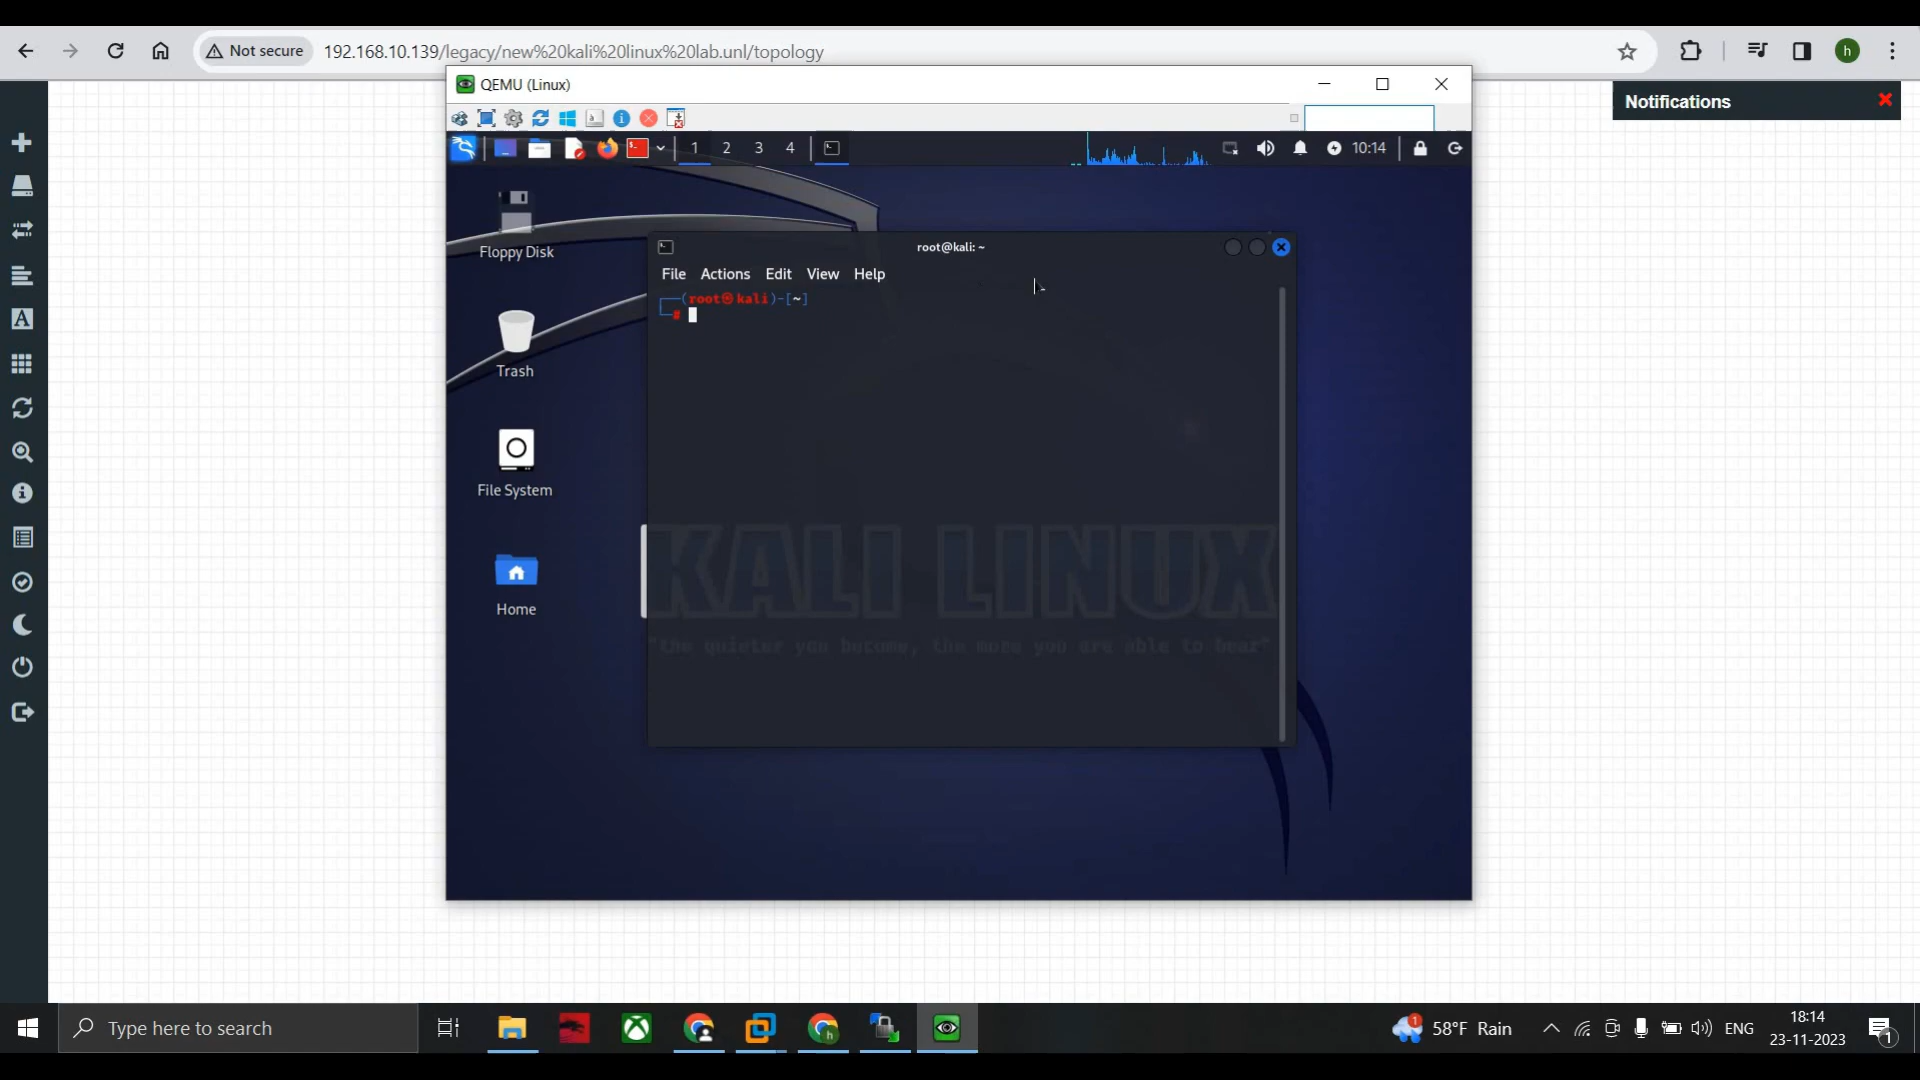 Not secure 192.168.10.139/legacy/new%20kali%20linux%20lab.unl/topology h
QEMU (Linux)
Notifications
1 2 3 4 10:14
Floppy Disk
Trash
File System
Home
root@kali: ~
File Actions Edit View Help
(root㉿kali)-[~]
#
KALI LINUX
"the quieter you become, the more you are able to hear"
Type here to search
h
1
58°F Rain
ENG
18:14
23-11-2023
1